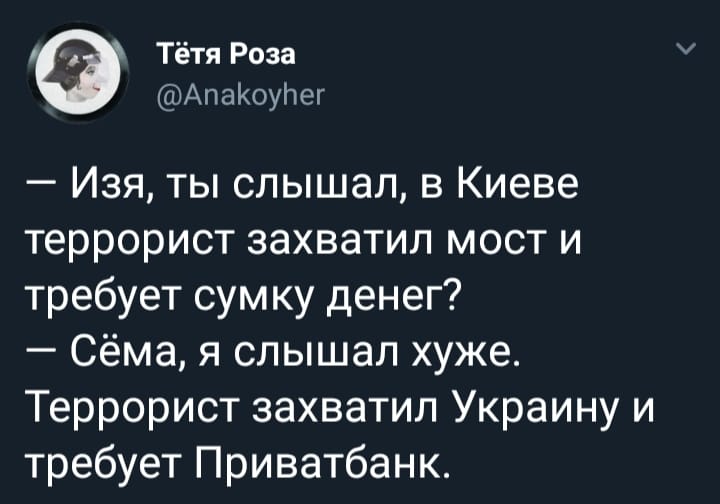 Тётя Роза
@Anakoyher
— Изя, ты слышал, в Киеве
террорист захватил мост и
требует сумку денег?
— Сёма, я слышал хуже.
Террорист захватил Украину и
требует Приватбанк.